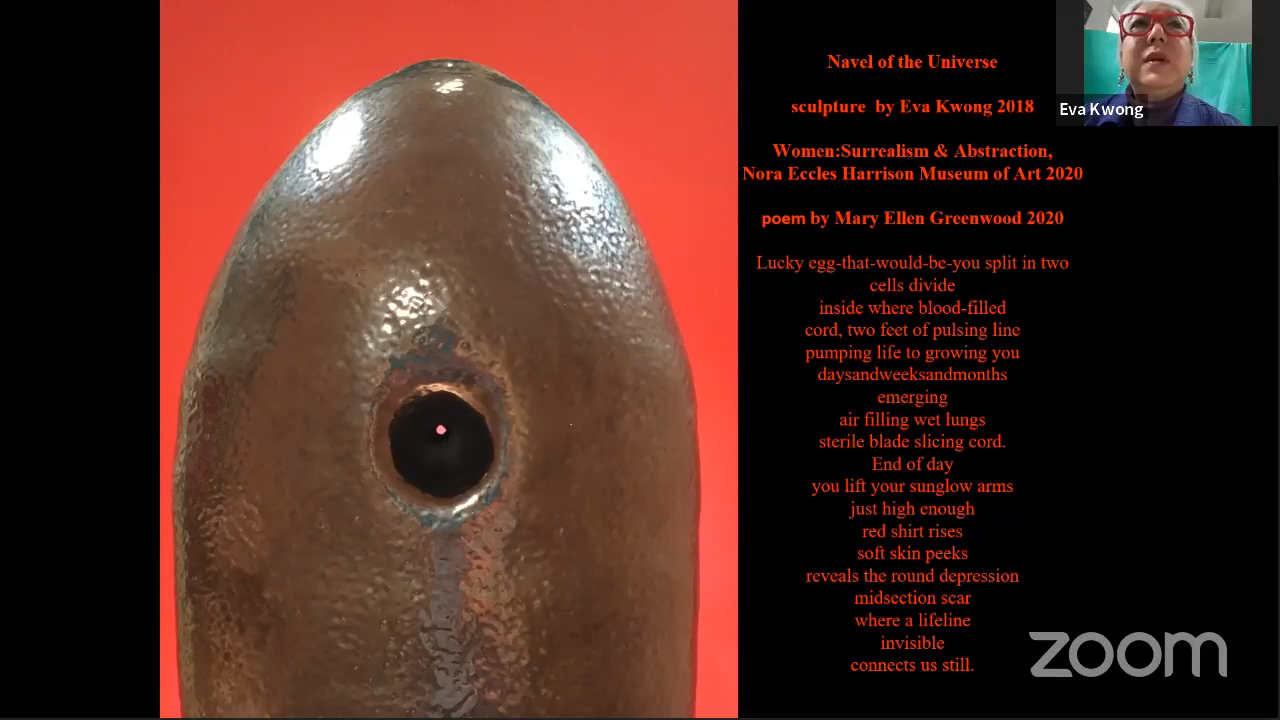 Navel of the Universe
sculpture by Eva Kwong 2018
Women:Surrealism & Abstraction,
Nora Eccles Harrison Museum of Art 2020
poem by Mary Ellen Greenwood 2020
Lucky egg-that-would-be-you split in two
cells divide
inside where blood-filled
cord, two feet of pulsing line
pumping life to growing you
daysandweeksandmonths
emerging
air filling wet lungs
sterile blade slicing cord.
End of day
you lift your sunglow arms
just high enough
red shirt rises
soft skin peeks
reveals the round depression
midsection scar
where a lifeline
invisible
connects us still.
Eva Kwong
zoom